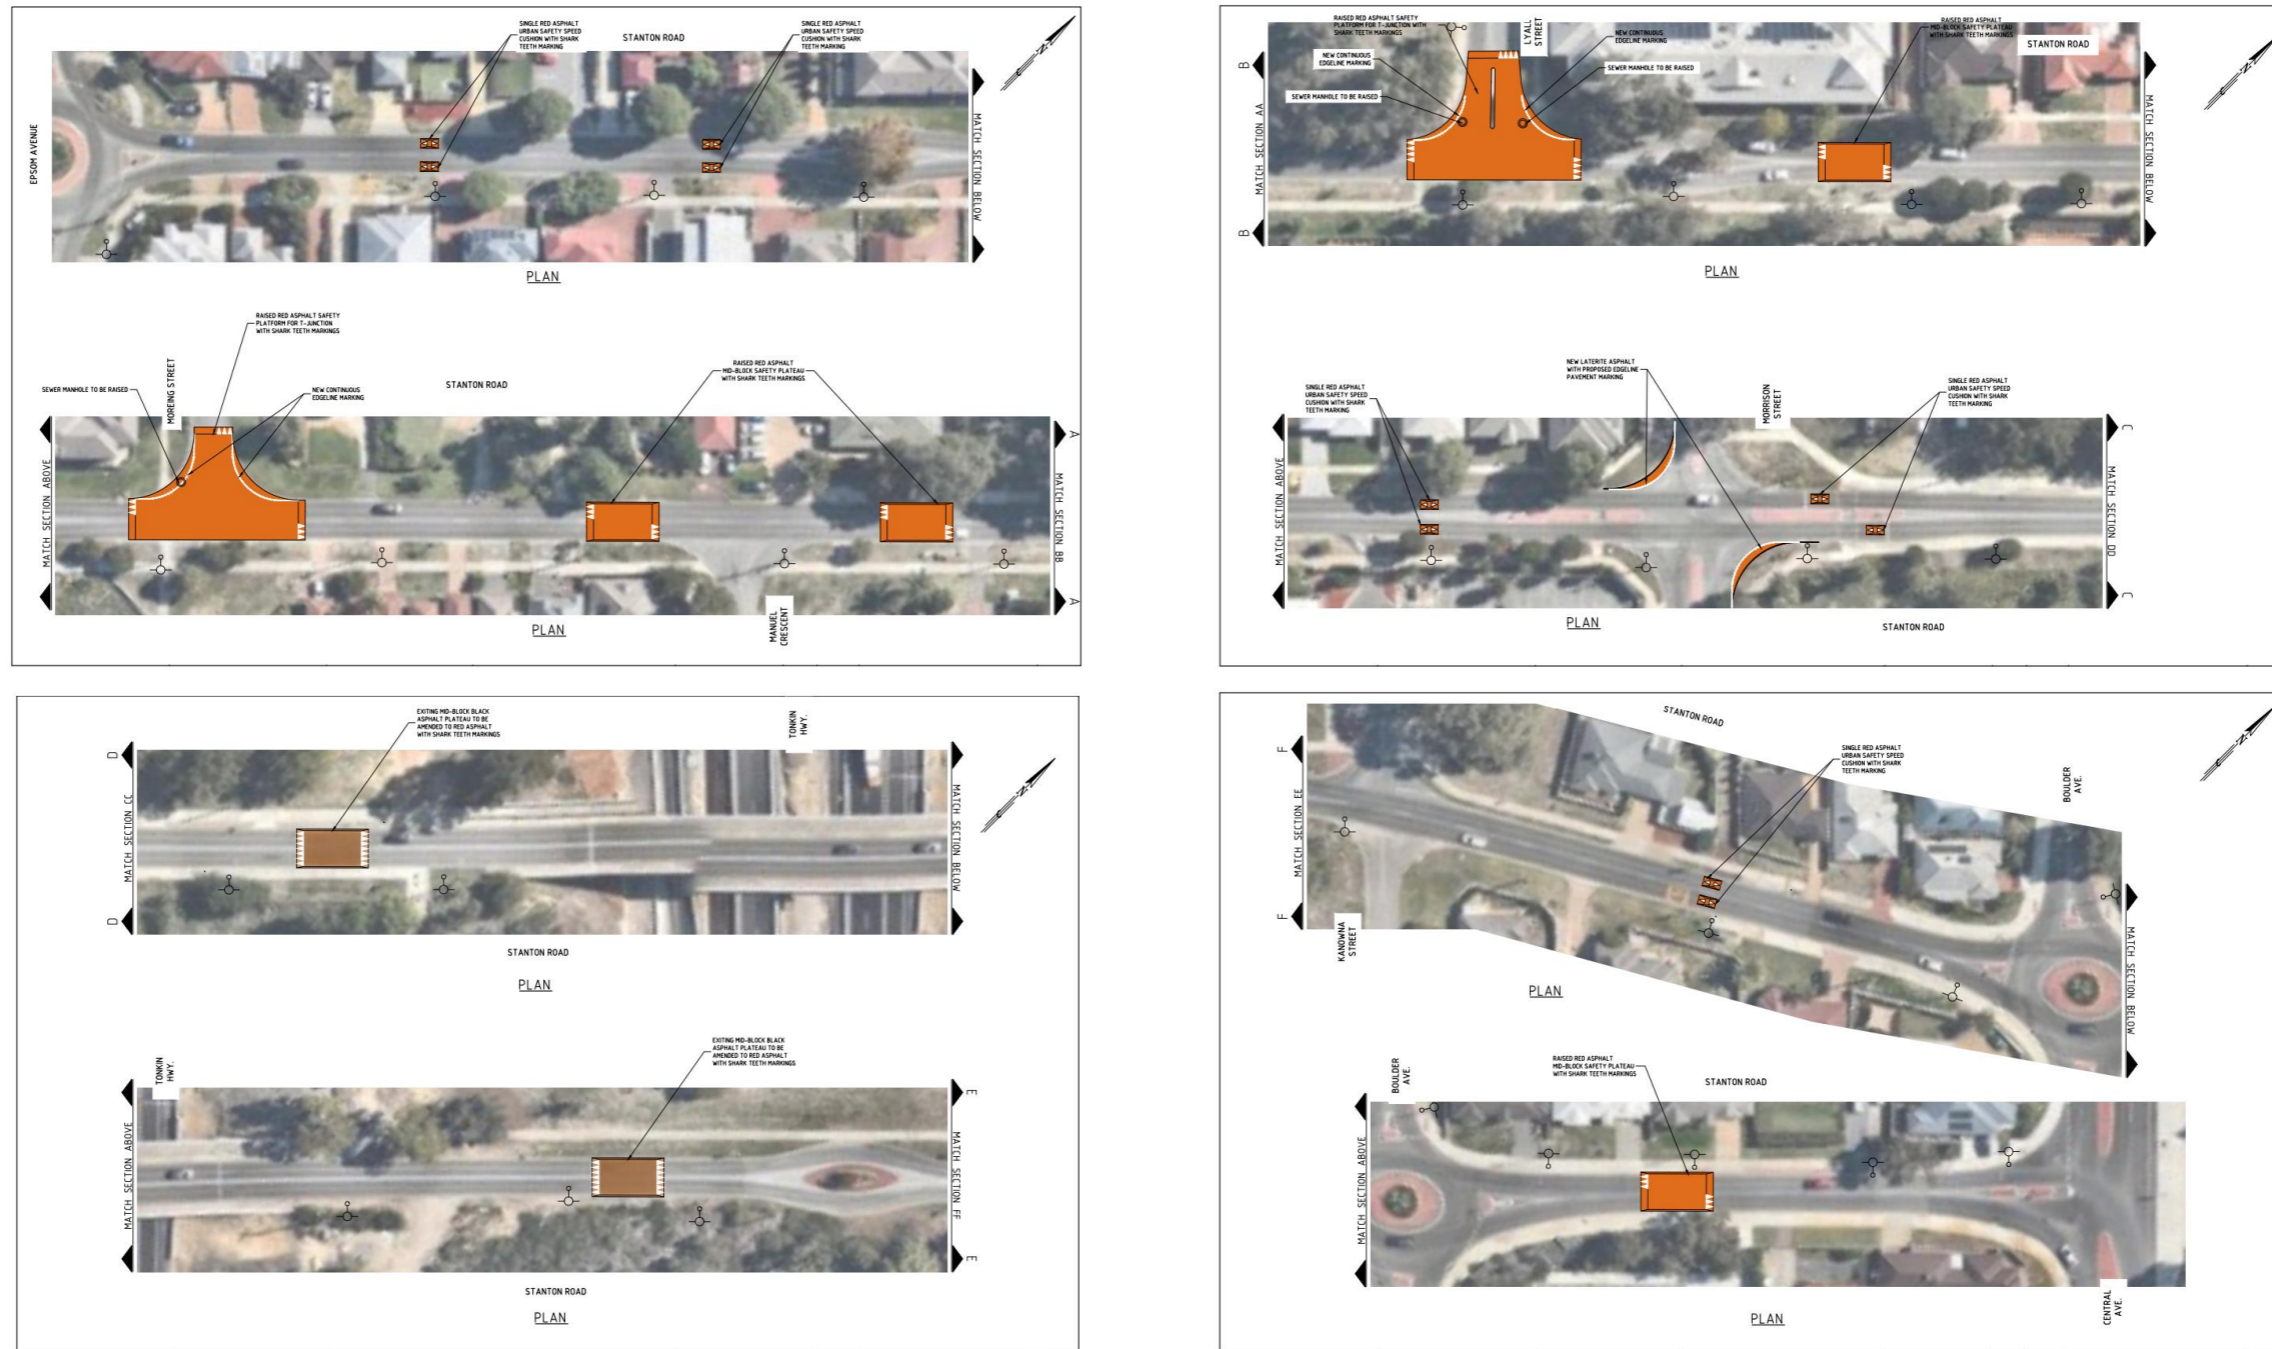 SINGLE RED ASPHALT
URBAN SAFETY SPEED
CUSHION WITH SHARK
TEETH MARKING
STANTON ROAD
SINGLE RED ASPHALT
URBAN SAFETY SPEED
CUSHION WITH SHARK
TEETH MARKING
N
EPSOM AVENUE
MATCH SECTION BELOW
PLAN
RAISED RED ASPHALT SAFETY
PLATFORM FOR T-JUNCTION
WITH SHARK TEETH MARKINGS
SEWER MANHOLE TO BE RAISED
MOREING STREET
NEW CONTINUOUS
EDGELINE MARKING
STANTON ROAD
RAISED RED ASPHALT
MID-BLOCK SAFETY PLATEAU
WITH SHARK TEETH MARKINGS
MATCH SECTION ABOVE
A
MATCH SECTION BB
A
PLAN
MANUEL
CRESCENT
RAISED RED ASPHALT SAFETY
PLATFORM FOR T-JUNCTION WITH
SHARK TEETH MARKINGS
LYALL
STREET
NEW CONTINUOUS
EDGELINE MARKING
NEW CONTINUOUS
EDGELINE MARKING
SEWER MANHOLE TO BE RAISED
SEWER MANHOLE TO BE RAISED
RAISED RED ASPHALT
MID-BLOCK SAFETY PLATEAU
WITH SHARK TEETH MARKINGS
STANTON ROAD
N
B
MATCH SECTION AA
B
MATCH SECTION BELOW
PLAN
SINGLE RED ASPHALT
URBAN SAFETY SPEED
CUSHION WITH SHARK
TEETH MARKING
NEW LATERITE ASPHALT
WITH PROPOSED EDGELINE
PAVEMENT MARKING
MORRISON
STREET
SINGLE RED ASPHALT
URBAN SAFETY SPEED
CUSHION WITH SHARK
TEETH MARKING
MATCH SECTION ABOVE
C
MATCH SECTION DD
C
PLAN
STANTON ROAD
EXITING MID-BLOCK BLACK
ASPHALT PLATEAU TO BE
AMENDED TO RED ASPHALT
WITH SHARK TEETH MARKINGS
TONKIN
HWY.
N
D
MATCH SECTION CC
D
MATCH SECTION BELOW
STANTON ROAD
PLAN
TONKIN
HWY.
EXITING MID-BLOCK BLACK
ASPHALT PLATEAU TO BE
AMENDED TO RED ASPHALT
WITH SHARK TEETH MARKINGS
MATCH SECTION ABOVE
E
MATCH SECTION FF
E
STANTON ROAD
PLAN
STANTON ROAD
SINGLE RED ASPHALT
URBAN SAFETY SPEED
CUSHION WITH SHARK
TEETH MARKING
BOULDER
AVE.
N
F
MATCH SECTION EE
F
KANOWNA
STREET
MATCH SECTION BELOW
PLAN
RAISED RED ASPHALT
MID-BLOCK SAFETY PLATEAU
WITH SHARK TEETH MARKINGS
BOULDER
AVE.
STANTON ROAD
MATCH SECTION ABOVE
CENTRAL
AVE.
PLAN